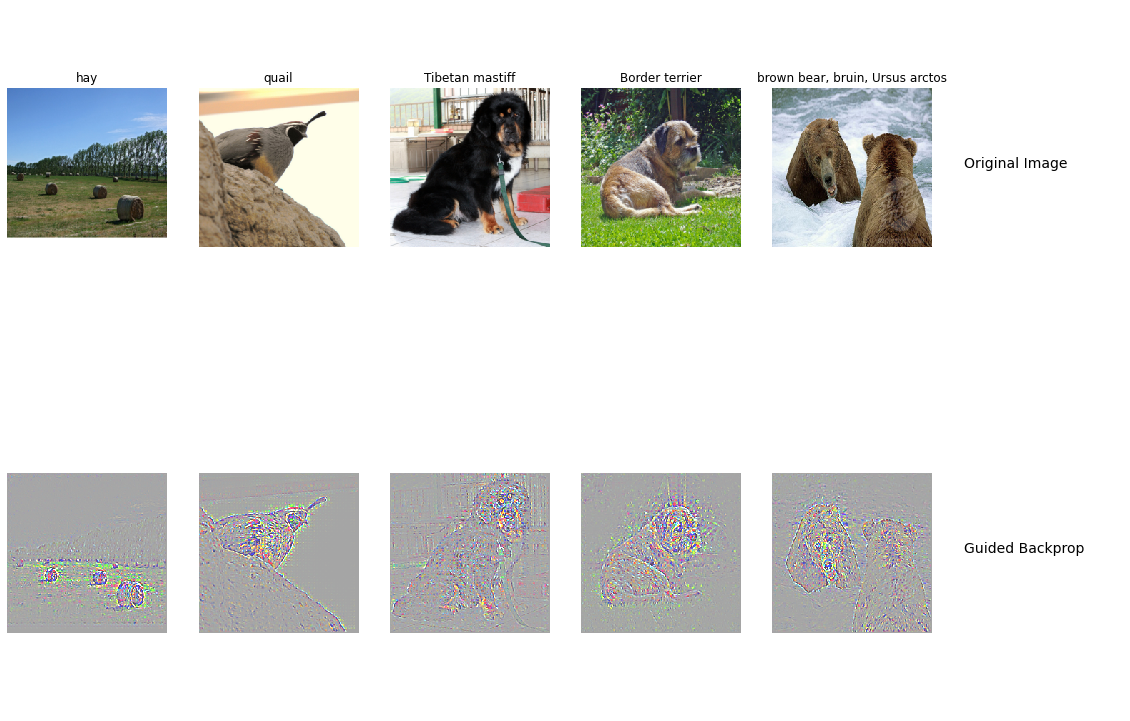 hay
quail
Tibetan mastiff
Border terrier
brown bear, bruin, Ursus arctos
Original Image
Guided Backprop